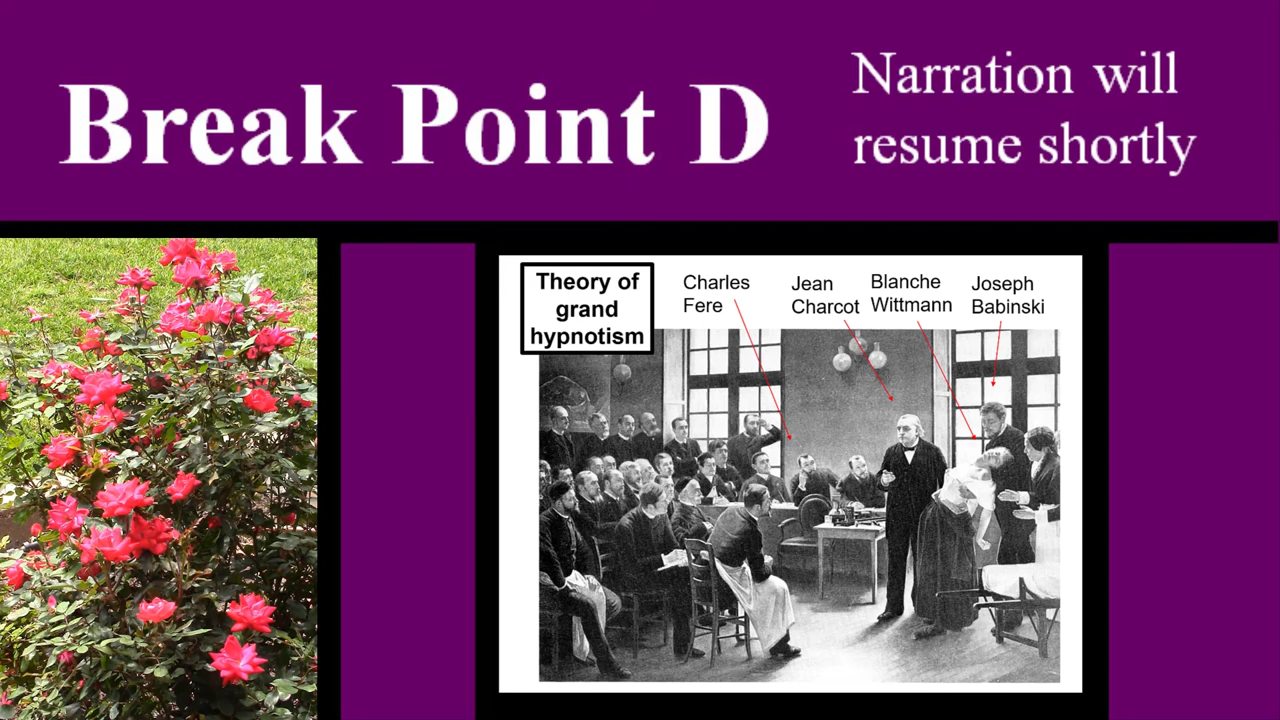 Break Point D
Narration will
resume shortly
Theory of
grand
hypnotism
Charles
Fere
Jean
Charcot
Blanche
Wittmann
Joseph
Babinski